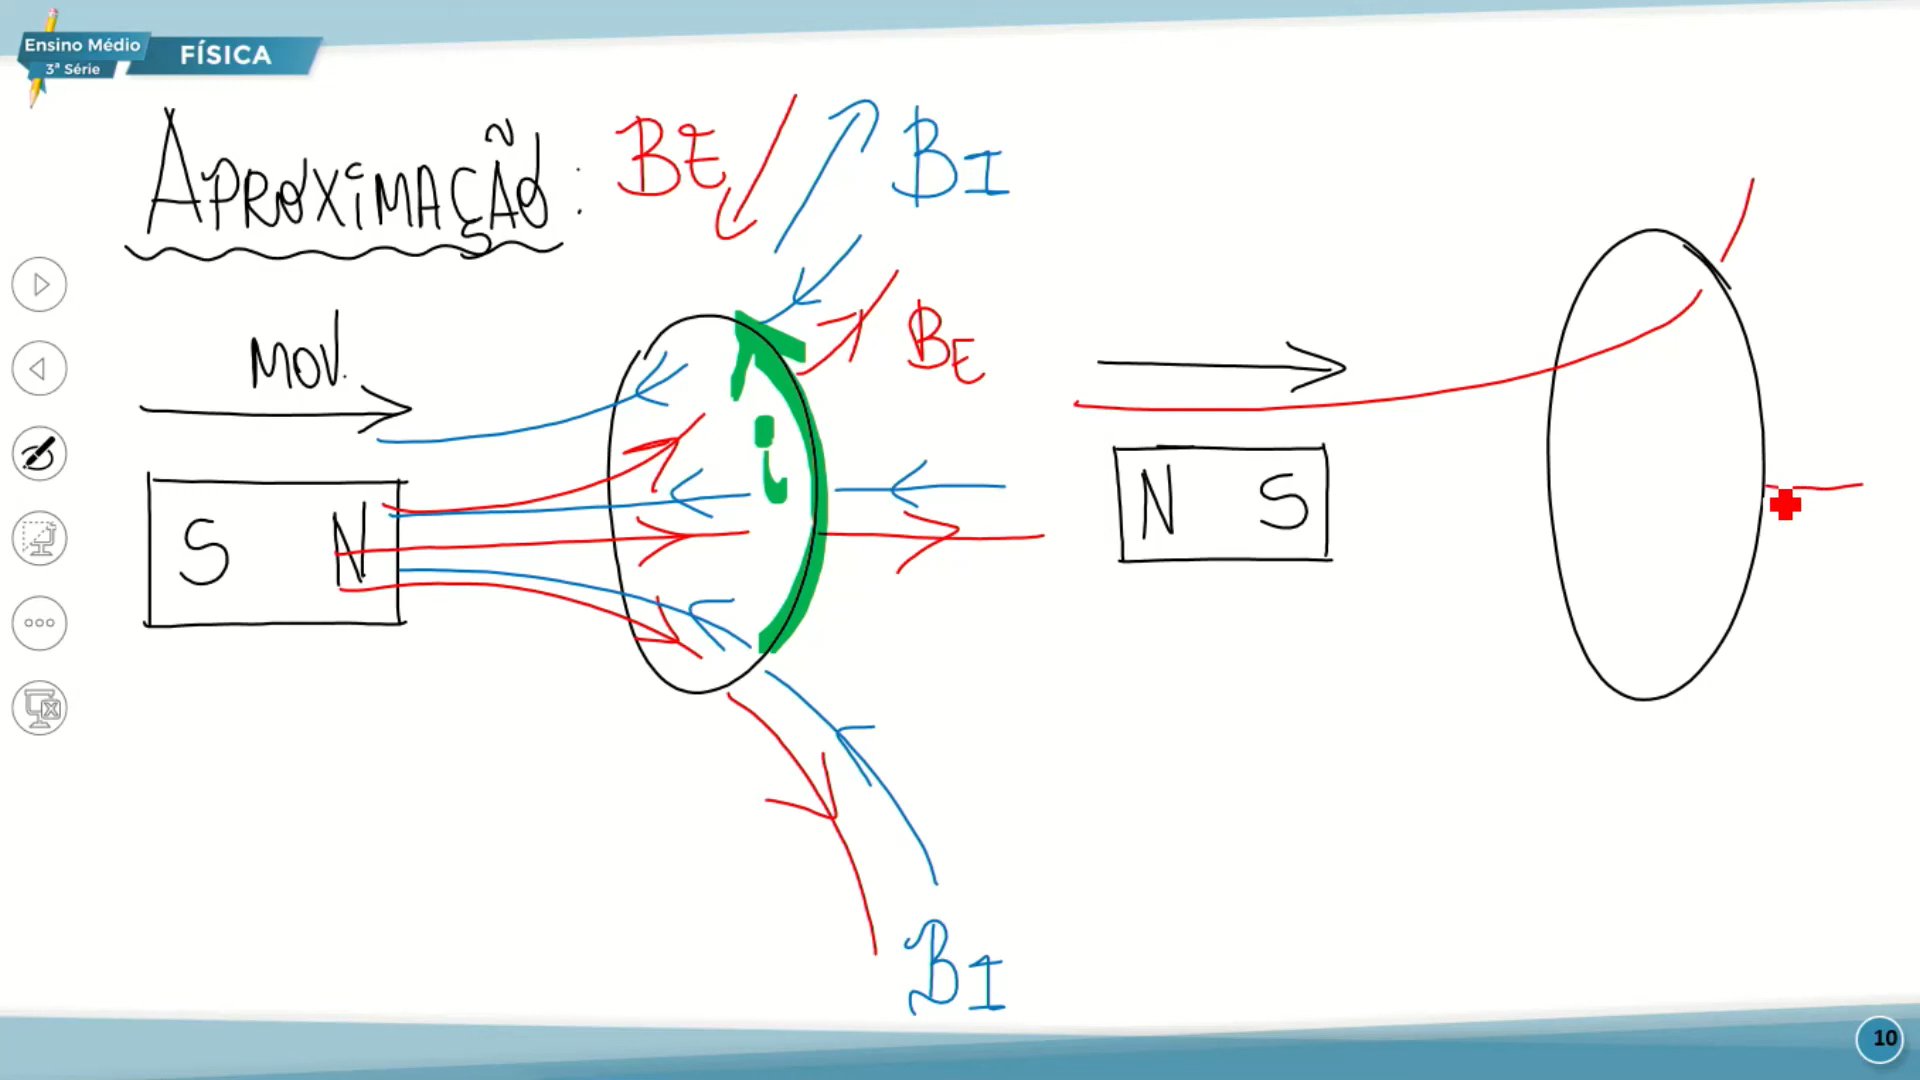 Ensino Médio
3ª Série
FÍSICA
APROXIMAÇÃO:
BE
BI
MOV.
BE
i
S N
N S
BI
10